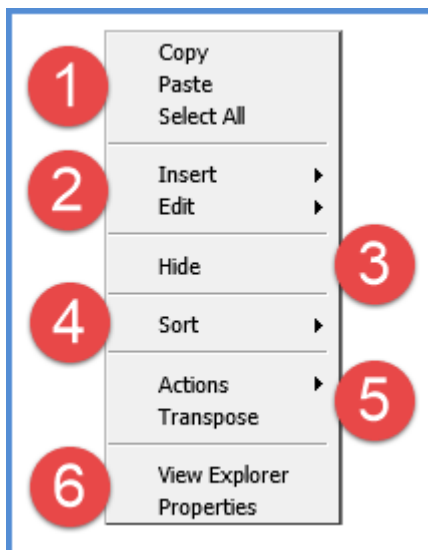 1
Copy
Paste
Select All
2
Insert
Edit
Hide
3
4
Sort
Actions
5
Transpose
6
View Explorer
Properties